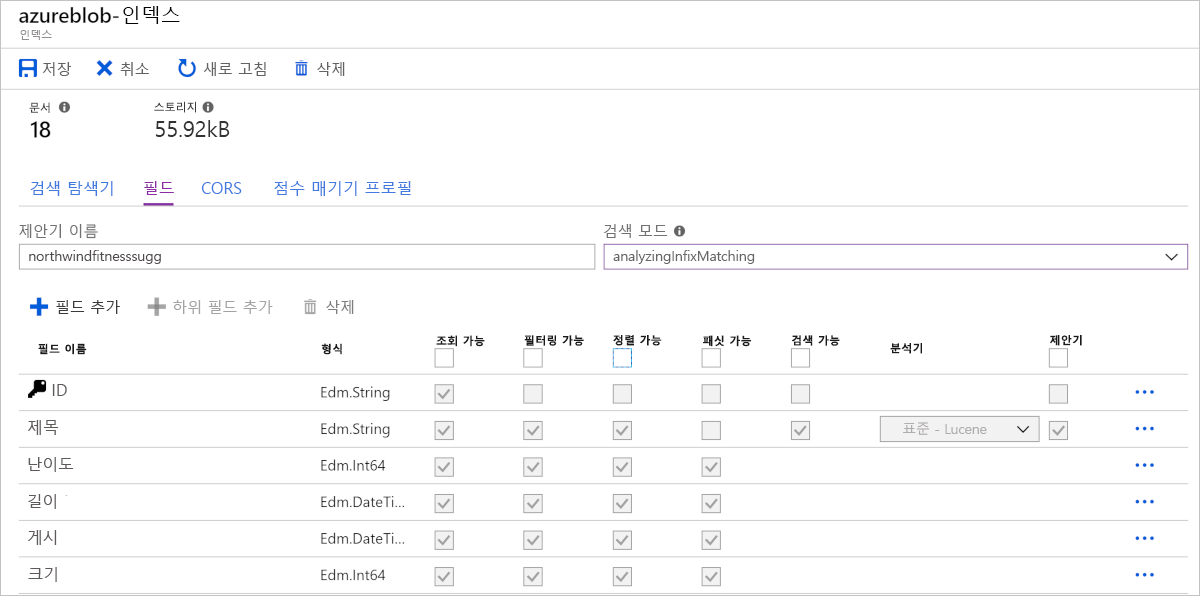 azureblob-인덱스
인덱스
저장 취소 새로 고침 삭제
문서 스토리지
18 55.92kB
검색 탐색기 필드 CORS 점수 매기기 프로필
제안기 이름 검색 모드
northwindfitnesssugg analyzingInfixMatching
필드 추가 하위 필드 추가 삭제
필드 이름 형식 조회 가능 필터링 가능 정렬 가능 패싯 가능 검색 가능 분석기 제안기
ID Edm.String
제목 Edm.String 표준 - Lucene
난이도 Edm.Int64
길이 Edm.DateTi...
게시 Edm.DateTi...
크기 Edm.Int64